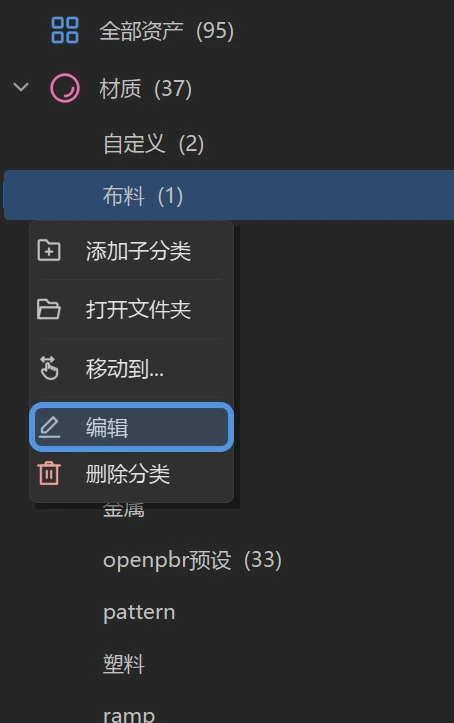 全部资产 (95)
材质 (37)
自定义 (2)
布料 (1)
添加子分类
打开文件夹
移动到...
编辑
删除分类
金属
openpbr预设 (33)
pattern
塑料
ramp